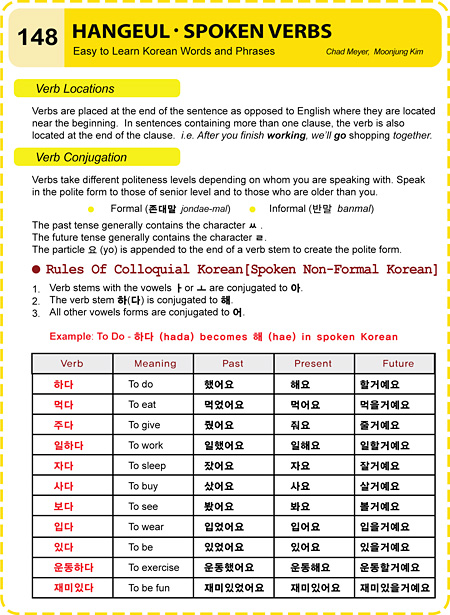 148
HANGEUL · SPOKEN VERBS
Easy to Learn Korean Words and Phrases Chad Meyer, Moonjung Kim
Verb Locations
Verbs are placed at the end of the sentence as opposed to English where they are located
near the beginning. In sentences containing more than one clause, the verb is also
located at the end of the clause. i.e. After you finish working, we'll go shopping together.
Verb Conjugation
Verbs take different politeness levels depending on whom you are speaking with. Speak
in the polite form to those of senior level and to those who are older than you.
Formal (존대말 jondae-mal) Informal (반말 banmal)
The past tense generally contains the character ㅆ .
The future tense generally contains the character ㄹ.
The particle 요 (yo) is appended to the end of a verb stem to create the polite form.
Rules Of Colloquial Korean[Spoken Non-Formal Korean]
1. Verb stems with the vowels ㅏ or ㅗ are conjugated to 아.
2. The verb stem 하(다) is conjugated to 해.
3. All other vowels forms are conjugated to 어.
Example: To Do - 하다 (hada) becomes 해 (hae) in spoken Korean
Verb Meaning Past Present Future
하다 To do 했어요 해요 할거예요
먹다 To eat 먹었어요 먹어요 먹을거예요
주다 To give 줬어요 줘요 줄거예요
일하다 To work 일했어요 일해요 일할거예요
자다 To sleep 잤어요 자요 잘거예요
사다 To buy 샀어요 사요 살거예요
보다 To see 봤어요 봐요 볼거예요
입다 To wear 입었어요 입어요 입을거예요
있다 To be 있었어요 있어요 있을거예요
운동하다 To exercise 운동했어요 운동해요 운동할거예요
재미있다 To be fun 재미있었어요 재미있어요 재미있을거예요